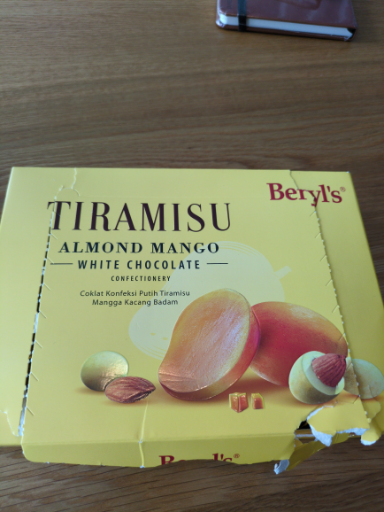 Beryl's®
TIRAMISU
ALMOND MANGO
WHITE CHOCOLATE
CONFECTIONERY
Coklat Konfeksi Putih Tiramisu
Mangga Kacang Badam